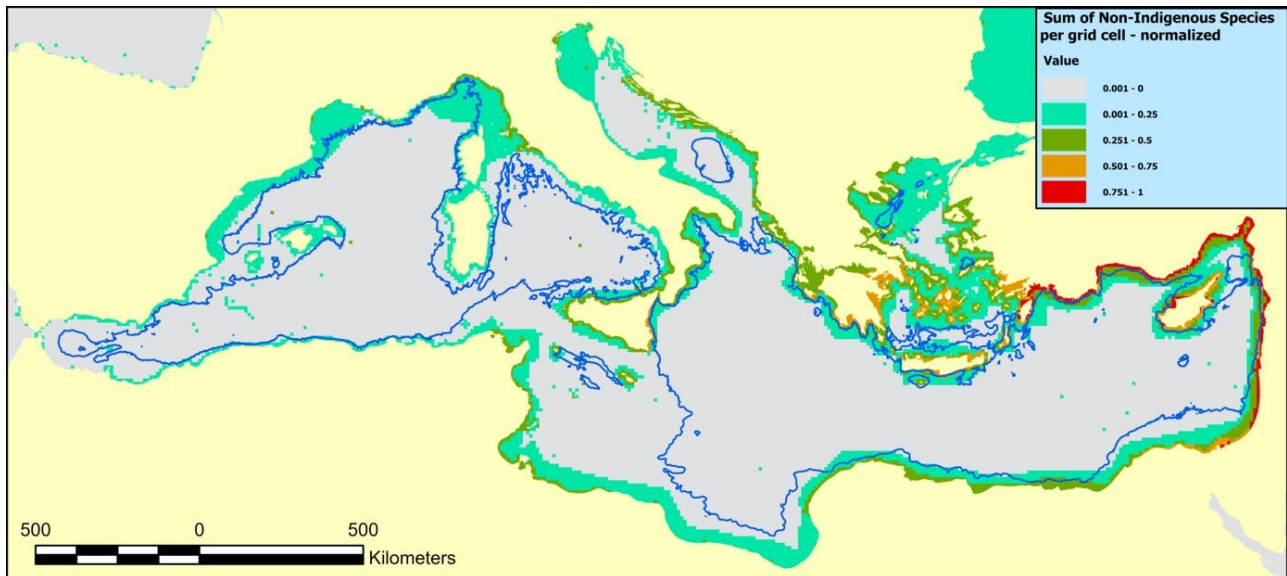 Sum of Non-Indigenous Species
per grid cell - normalized
Value
0.001 - 0
0.001 - 0.25
0.251 - 0.5
0.501 - 0.75
0.751 - 1
500 0 500
Kilometers